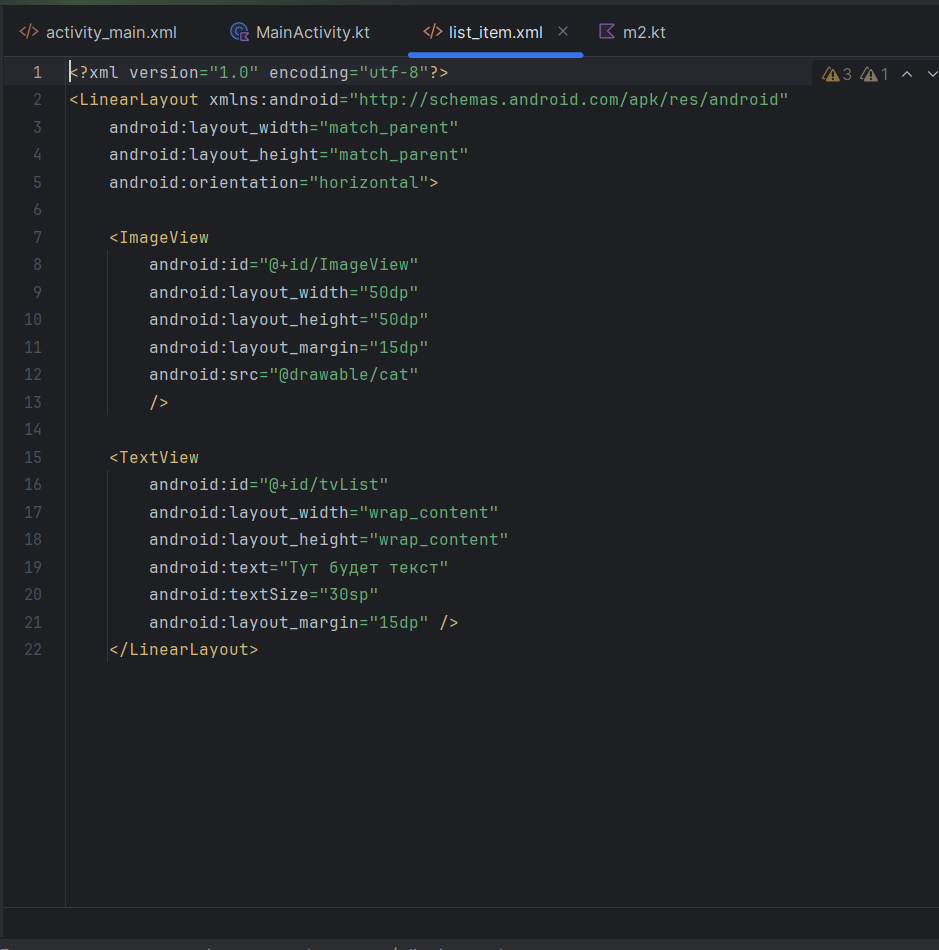 activity_main.xml MainActivity.kt list_item.xml m2.kt
1 <?xml version="1.0" encoding="utf-8"?> 3 1
2 <LinearLayout xmlns:android="http://schemas.android.com/apk/res/android"
3 android:layout_width="match_parent"
4 android:layout_height="match_parent"
5 android:orientation="horizontal">
6
7 <ImageView
8 android:id="@+id/ImageView"
9 android:layout_width="50dp"
10 android:layout_height="50dp"
11 android:layout_margin="15dp"
12 android:src="@drawable/cat"
13 />
14
15 <TextView
16 android:id="@+id/tvList"
17 android:layout_width="wrap_content"
18 android:layout_height="wrap_content"
19 android:text="Тут будет текст"
20 android:textSize="30sp"
21 android:layout_margin="15dp" />
22 </LinearLayout>